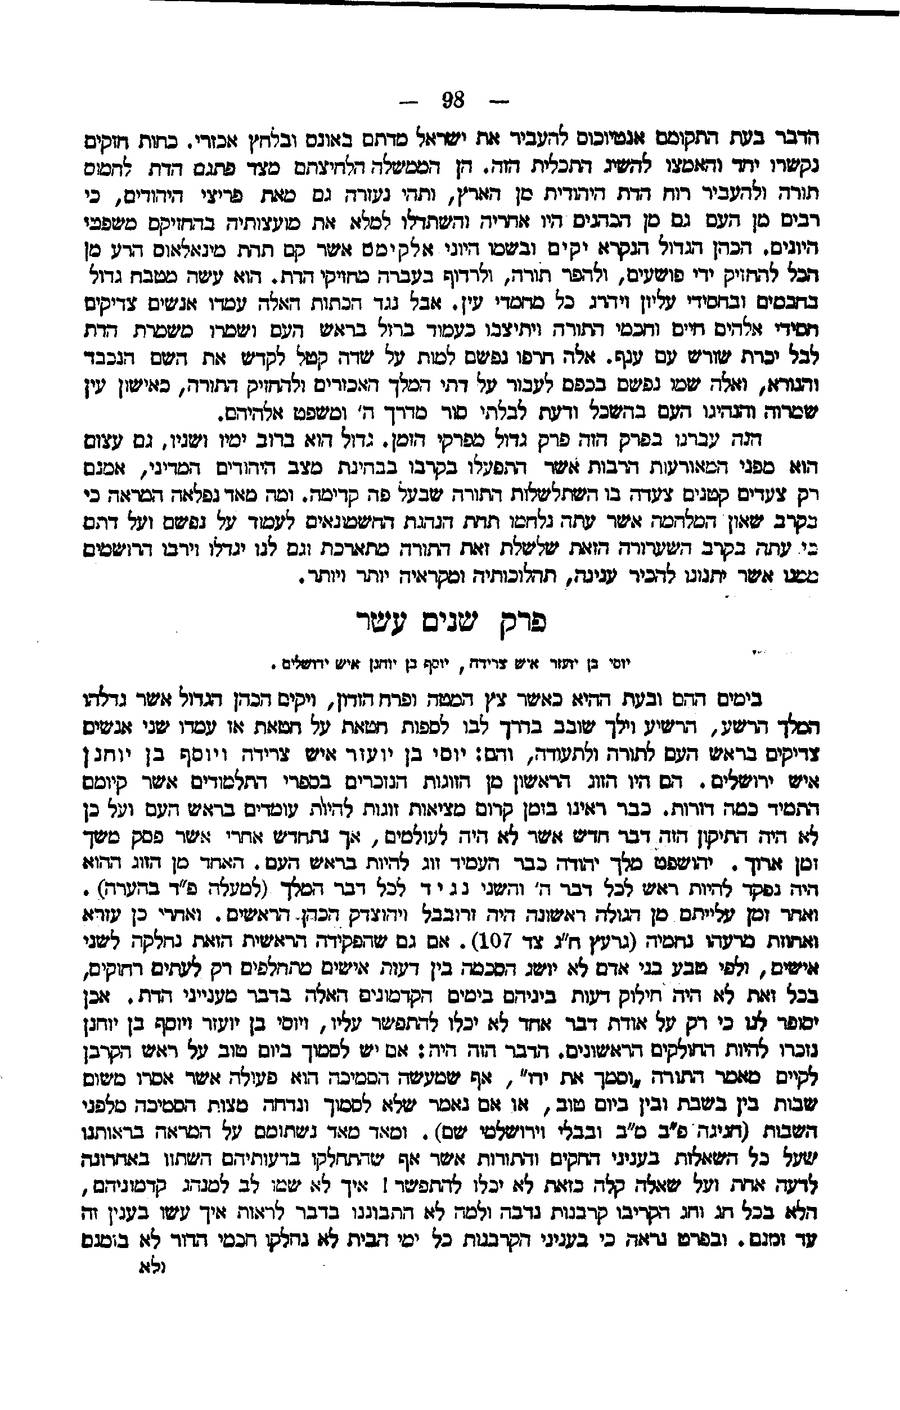 — 98 —
הדבר בעת התקומם אנטיוכוס להעביר את ישראל מדתם באונס ובלחץ אכזרי. כחות חזקים
נקשרו יחד והאמצו להשיג התכלית הזה. הן הממשלה הלחיצתם מצד פתגם הדת לחמוס
תורה ולהעביר רוח הדת היהודית מן הארץ, ותהי נעזרה גם מאת פריצי היהודים, כי
רבים מן העם גם מן הכהנים היו אחריה והשתדלו למלא את מועצותיה בהחזיקם משפטי
היונים. הכהן הגדול הנקרא יקים ובשמו היוני אלקימס אשר קם תחת מינאלאוס הרע מן
הכל להחזיק ידי פושעים, ולהפר תורה, ולרדוף בעברה מחזיקי הדת. הוא עשה מטבח גדול
בחכמים ובחסידי עליון ויהרג כל מחמדי עין. אבל נגד הכתות האלה עמדו אנשים צדיקים
חסידי אלהים חיים וחכמי התורה ויתיצבו כעמוד ברזל בראש העם ושמרו משמרת הדת
לבל יכרת שורש עם ענף. אלה חרפו נפשם למות על שדה קטל לקדש את השם הנכבד
והנורא, ואלה שמו נפשם בכפם לעבור על דתי המלך האכזרים ולהחזיק התורה, כאישון עין
שמרוה והנהיגו העם בהשכל ודעת לבלתי סור מדרך ה' ומשפט אלהיהם.
הנה עברנו בפרק הזה פרק גדול מפרקי הזמן. גדול הוא ברוב ימיו ושניו, גם עצום
הוא מפני המאורעות הרבות אשר התפעלו בקרבו בבחינת מצב היהודים המדיני, אמנם
רק צעדים קטנים צעדה בו השתלשלות התורה שבעל פה קדימה. ומה מאד נפלאה המראה כי
בקרב שאון המלחמה אשר עתה נלחמו תחת הנהגת החשמונאים לעמוד על נפשם ועל דתם
כי עתה בקרב השערורה הזאת שלשלת זאת התורה מתארכת וגם לנו יגדלו וירבו הרושמים
ממנו אשר יתנונו להכיר ענינה, תהלוכותיה ומקראיה יותר ויותר.
פרק שנים עשר
יוסי בן יועזר איש צרידה, יוסף בן יוחנן איש ירושלים.
בימים ההם ובעת ההיא כאשר צץ המטה ופרח הזדון, ויקים הכהן הגדול אשר גדלהו
המלך הרשע, הרשיע וילך שובב בדרך לבו לספות חטאת על חטאת אז עמדו שני אנשים
צדיקים בראש העם לתורה ולתעודה, והם: יוסי בן יועזר איש צרידה ויוסף בן יוחנן
איש ירושלים. הם היו הזוג הראשון מן הזוגות הנזכרים בספרי התלמודים אשר קיומם
התמיד כמה דורות. כבר ראינו בזמן קדום מציאות זוגות להיות עומדים בראש העם ועל כן
לא היה התיקון הזה דבר חדש אשר לא היה לעולמים, אך נתחדש אחרי אשר פסק משך
זמן ארוך. יהושפט מלך יהודה כבר העמיד זוג להיות בראש העם. האחד מן הזוג ההוא
היה נפקד להיות ראש לכל דבר ה' והשני נגיד לכל דבר המלך (למעלה פ"ד בהערה).
ואחר זמן עלייתם מן הגולה ראשונה היה זרובבל ויהוצדק הכהן הראשים. ואחרי כן עזרא
ואחוזת מרעהו נחמיה (גרעץ ח"ג צד 107). אם גם שהפקידה הראשית הזאת נחלקה לשני
אישים, ולפי טבע בני אדם לא יושג הסכמה בין דעות אישים מתחלפים רק לעתים רחוקים,
בכל זאת לא היה חילוק דעות ביניהם בימים הקדמונים האלה בדבר מענייני הדת. אכן
יסופר לנו כי רק על אודת דבר אחד לא יכלו להתפשר עליו, ויוסי בן יועזר ויוסף בן יוחנן
נזכרו להיות החולקים הראשונים. הדבר הזה היה: אם יש לסמוך ביום טוב על ראש הקרבן
לקיים מאמר התורה „וסמך את ידו", אף שמעשה הסמיכה הוא פעולה אשר אסרו משום
שבות בין בשבת ובין ביום טוב, או אם נאמר שלא לסמוך ונדחה מצות הסמיכה מלפני
השבות (חגיגה פ"ב מ"ב ובבלי וירושלמי שם). ומאד מאד נשתומם על המראה בראותנו
שעל כל השאלות בעניני החקים והתורות אשר אף שהתחלקו בדעותיהם השתוו באחרונה
לדעה אחת ועל שאלה קלה כזאת לא יכלו להתפשר! איך לא שמו לב למנהג קדמוניהם,
הלא בכל חג וחג הקריבו קרבנות נדבה ולמה לא התבוננו בדבר לראות איך עשו בענין זה
עד זמנם. ובפרט נראה כי בעניני הקרבנות כל ימי הבית לא נחלקו חכמי הדור לא בזמנם
ולא